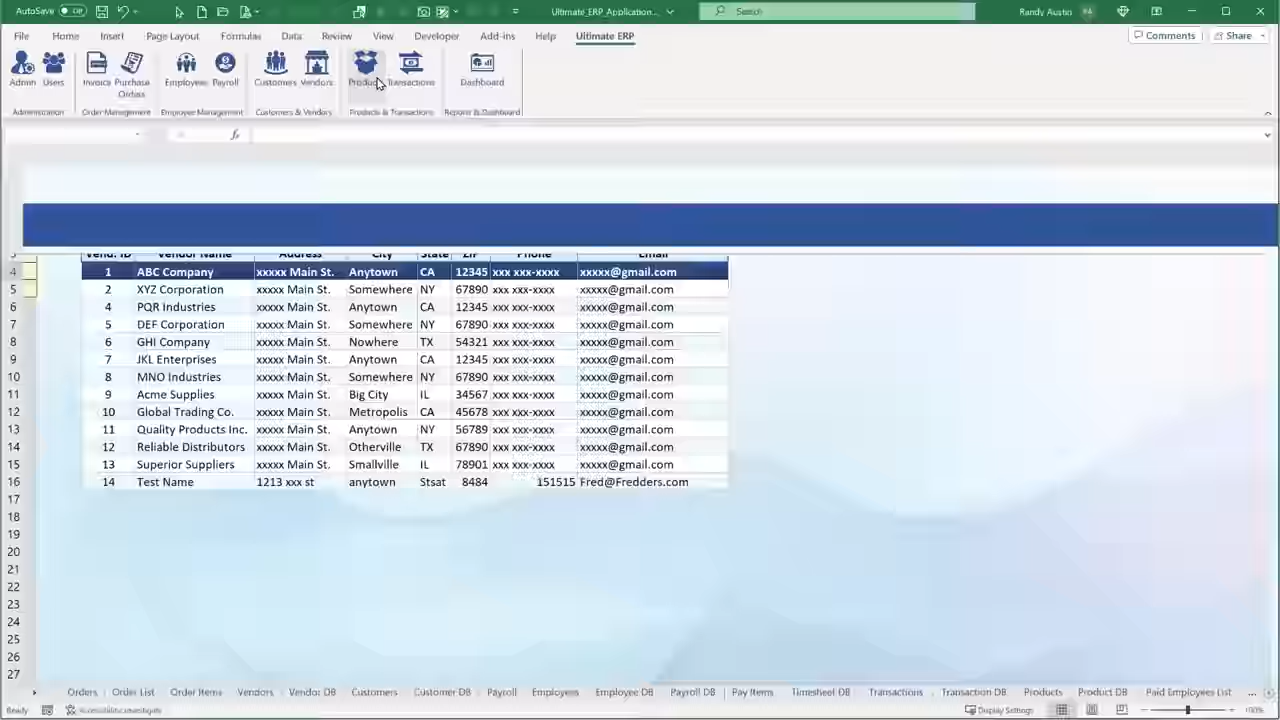 AutoSave Off Ultimate_ERP_Application... Search Randy Austin
File Home Insert Page Layout Formulas Data Review View Developer Add-ins Help Ultimate ERP Comments Share
Admin Users Invoice Purchase Orders Employees Payroll Customers Vendors Products Transactions Dashboard
Administration Order Management Employee Management Customers & Vendors Products & Transactions Reports & Dashboard
fx
3 Vend. ID Vendor Name Address City State Zip Phone Email
4 1 ABC Company xxxxx Main St. Anytown CA 12345 xxx xxx-xxxx xxxxx@gmail.com
5 2 XYZ Corporation xxxxx Main St. Somewhere NY 67890 xxx xxx-xxxx xxxxx@gmail.com
6 4 PQR Industries xxxxx Main St. Anytown CA 12345 xxx xxx-xxxx xxxxx@gmail.com
7 5 DEF Corporation xxxxx Main St. Somewhere NY 67890 xxx xxx-xxxx xxxxx@gmail.com
8 6 GHI Company xxxxx Main St. Nowhere TX 54321 xxx xxx-xxxx xxxxx@gmail.com
9 7 JKL Enterprises xxxxx Main St. Anytown CA 12345 xxx xxx-xxxx xxxxx@gmail.com
10 8 MNO Industries xxxxx Main St. Somewhere NY 67890 xxx xxx-xxxx xxxxx@gmail.com
11 9 Acme Supplies xxxxx Main St. Big City IL 34567 xxx xxx-xxxx xxxxx@gmail.com
12 10 Global Trading Co. xxxxx Main St. Metropolis CA 45678 xxx xxx-xxxx xxxxx@gmail.com
13 11 Quality Products Inc. xxxxx Main St. Anytown NY 56789 xxx xxx-xxxx xxxxx@gmail.com
14 12 Reliable Distributors xxxxx Main St. Otherville TX 67890 xxx xxx-xxxx xxxxx@gmail.com
15 13 Superior Suppliers xxxxx Main St. Smallville IL 78901 xxx xxx-xxxx xxxxx@gmail.com
16 14 Test Name 1213 xxx st anytown Stsat 8484 151515 Fred@Fredders.com
17
18
19
20
21
22
23
24
25
26
27
Orders Order List Order Items Vendors Vendor DB Customers Customer DB Payroll Employees Employee DB Payroll DB Pay Items Timesheet DB Transactions Transaction DB Products Product DB Paid Employees List ...
Ready Accessibility: Investigate Display Settings 100%